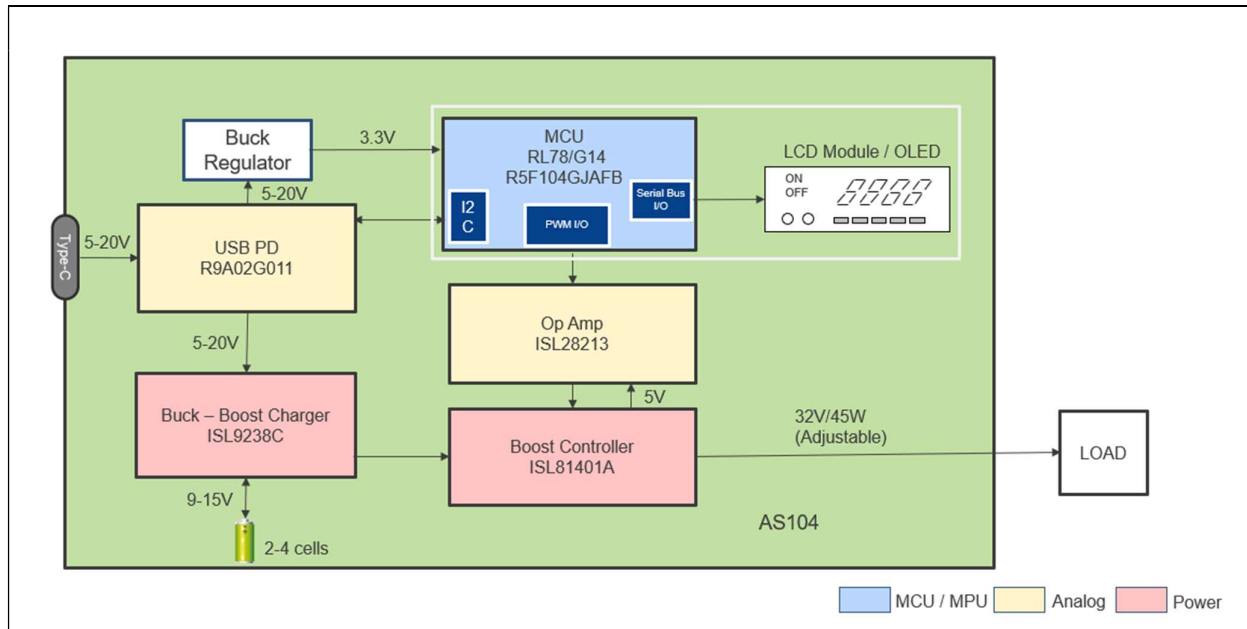 Buck
Regulator
3.3V
MCU
RL78/G14
R5F104GJAFB
I2
C
PWM I/O
Serial Bus
I/O
LCD Module / OLED
ON
OFF
8888
5-20V
Type-C
5-20V
USB PD
R9A02G011
Op Amp
ISL28213
5-20V
5V
Buck – Boost Charger
ISL9238C
Boost Controller
ISL81401A
32V/45W
(Adjustable)
LOAD
9-15V
2-4 cells
AS104
MCU / MPU
Analog
Power